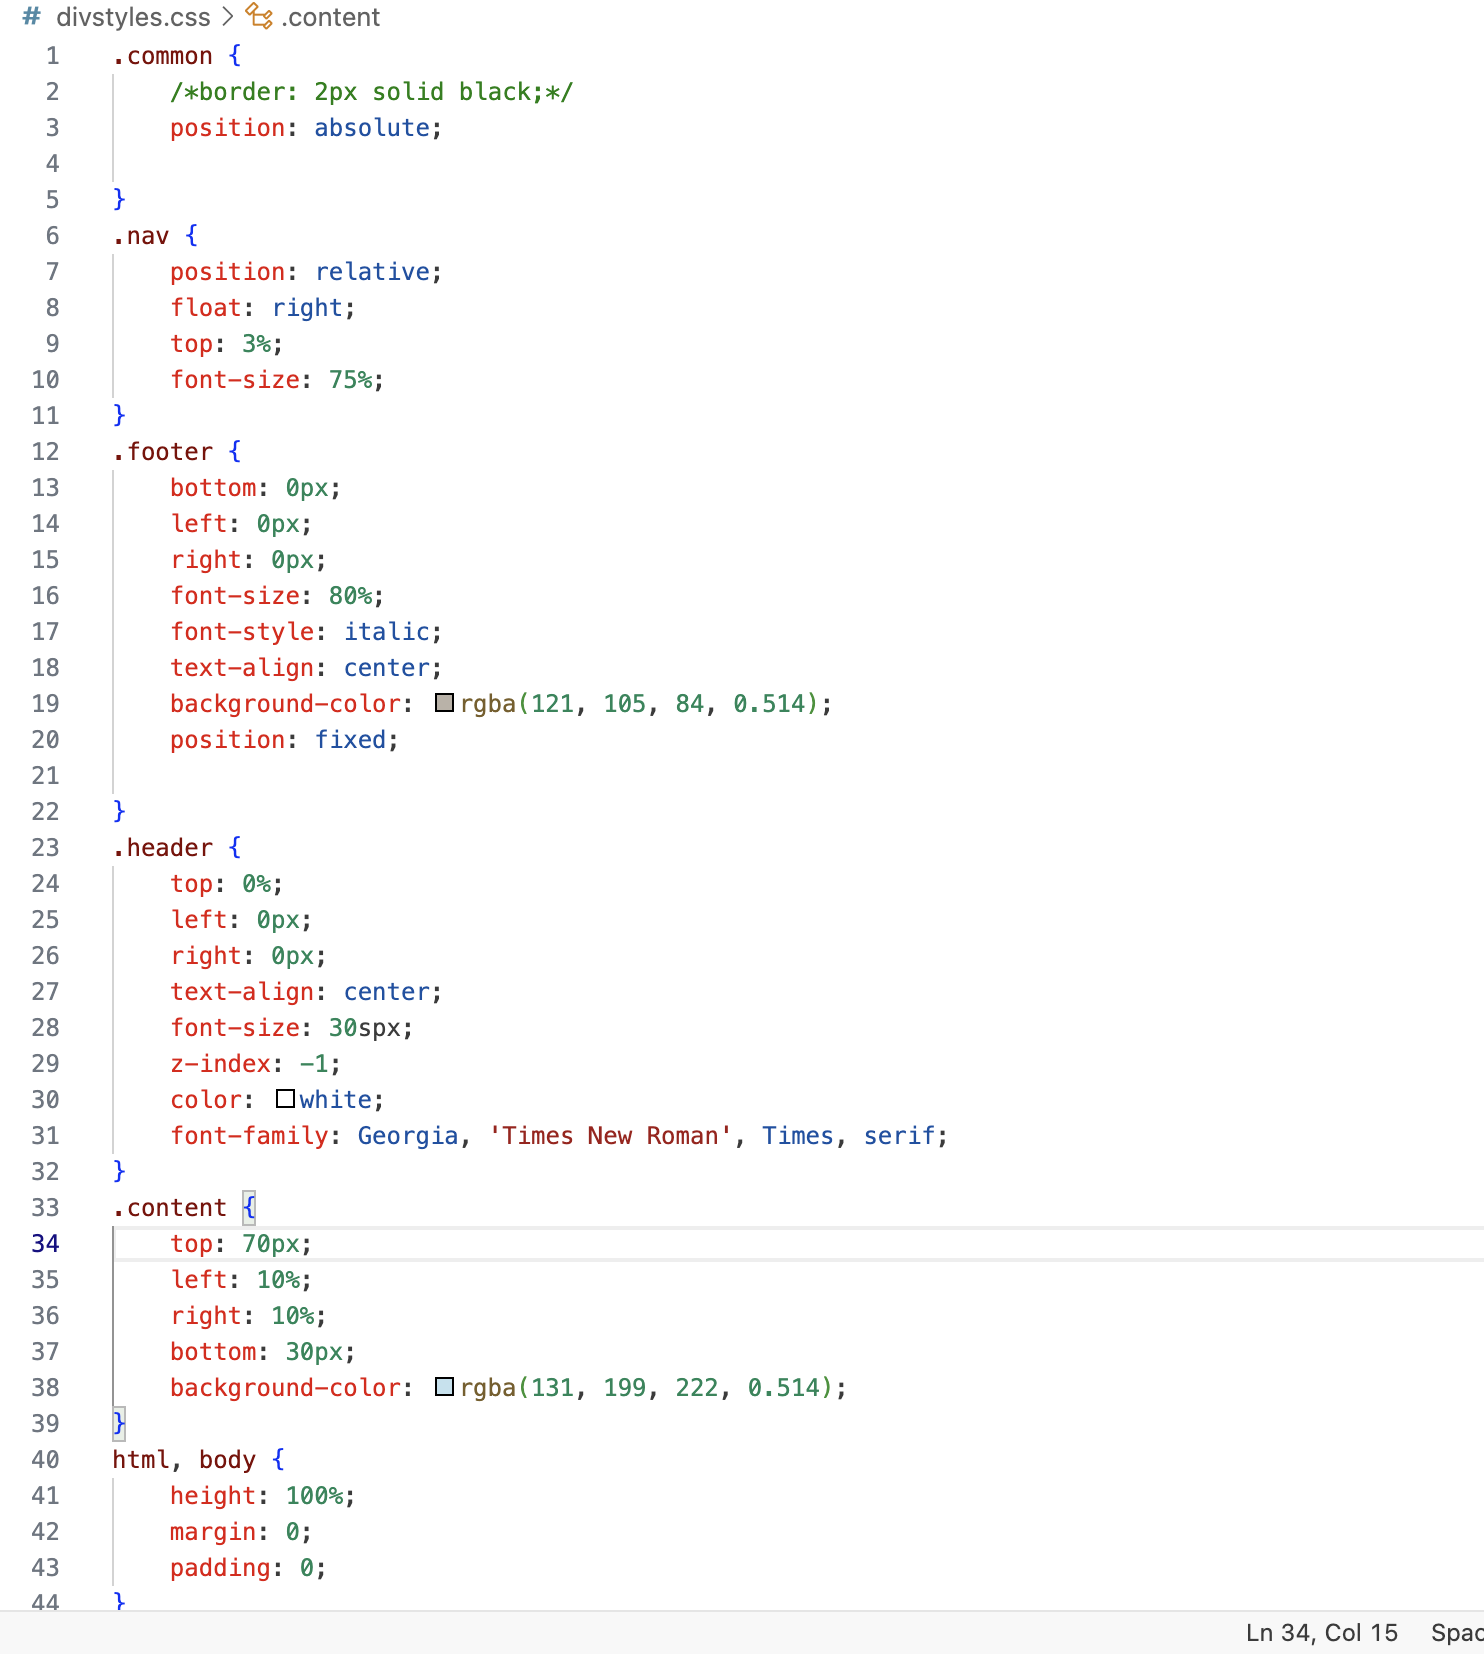 # divstyles.css > .content
1 .common {
2 /*border: 2px solid black;*/
3 position: absolute;
4
5 }
6 .nav {
7 position: relative;
8 float: right;
9 top: 3%;
10 font-size: 75%;
11 }
12 .footer {
13 bottom: 0px;
14 left: 0px;
15 right: 0px;
16 font-size: 80%;
17 font-style: italic;
18 text-align: center;
19 background-color: rgba(121, 105, 84, 0.514);
20 position: fixed;
21
22 }
23 .header {
24 top: 0%;
25 left: 0px;
26 right: 0px;
27 text-align: center;
28 font-size: 30spx;
29 z-index: -1;
30 color: white;
31 font-family: Georgia, 'Times New Roman', Times, serif;
32 }
33 .content {
34 top: 70px;
35 left: 10%;
36 right: 10%;
37 bottom: 30px;
38 background-color: rgba(131, 199, 222, 0.514);
39 }
40 html, body {
41 height: 100%;
42 margin: 0;
43 padding: 0;
44 }
Ln 34, Col 15 Spac